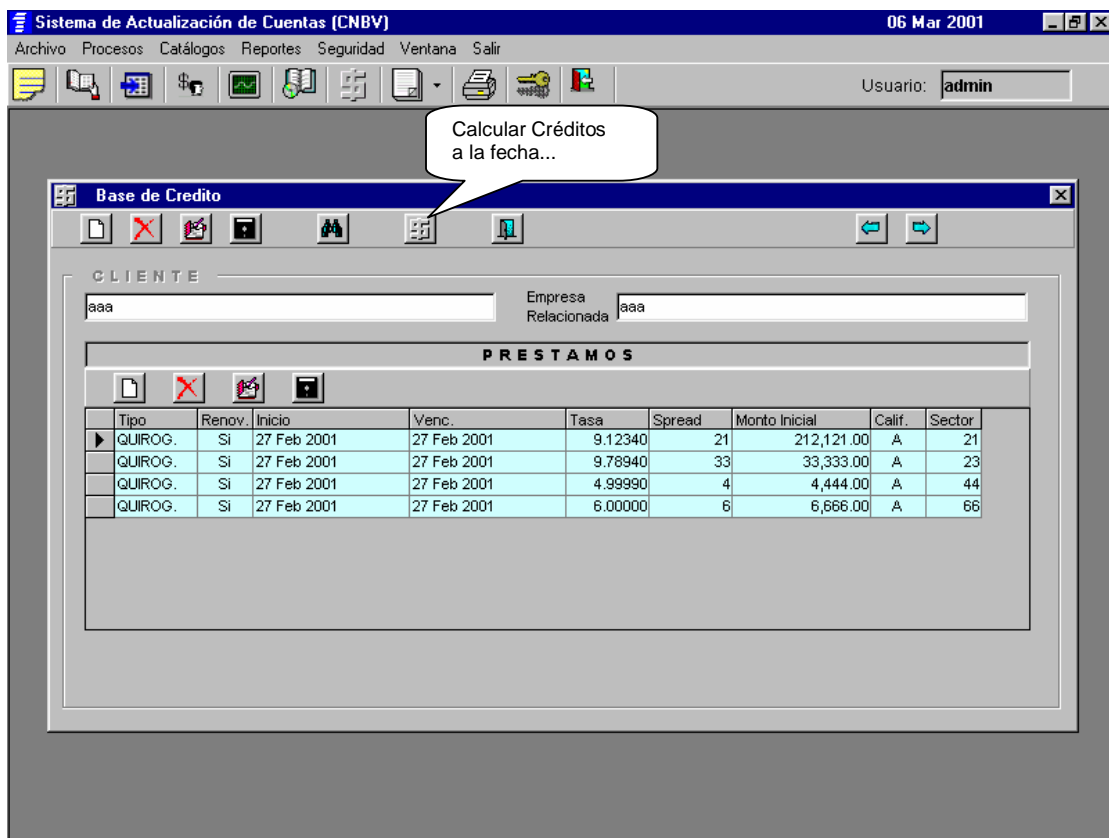 Sistema de Actualización de Cuentas (CNBV) 06 Mar 2001
Archivo Procesos Catálogos Reportes Seguridad Ventana Salir
Usuario: admin
Calcular Créditos
a la fecha...
Base de Credito
CLIENTE
aaa Empresa Relacionada aaa
PRESTAMOS
Tipo Renov. Inicio Venc. Tasa Spread Monto Inicial Calif. Sector
QUIROG. Si 27 Feb 2001 27 Feb 2001 9.12340 21 212,121.00 A 21
QUIROG. Si 27 Feb 2001 27 Feb 2001 9.78940 33 33,333.00 A 23
QUIROG. Si 27 Feb 2001 27 Feb 2001 4.99990 4 4,444.00 A 44
QUIROG. Si 27 Feb 2001 27 Feb 2001 6.00000 6 6,666.00 A 66